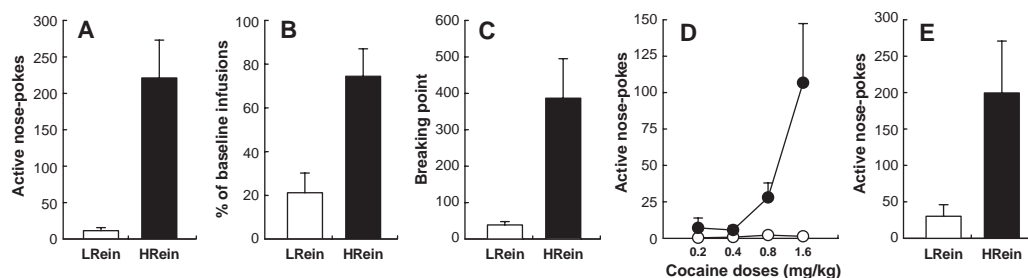 A
Active nose-pokes
300
250
200
150
100
50
0
LRein HRein
B
% of baseline infusions
100
80
60
40
20
0
LRein HRein
C
Breaking point
600
500
400
300
200
100
0
LRein HRein
D
Active nose-pokes
150
125
100
75
50
25
0
0.2 0.4 0.8 1.6
Cocaine doses (mg/kg)
E
Active nose-pokes
300
250
200
150
100
50
0
LRein HRein